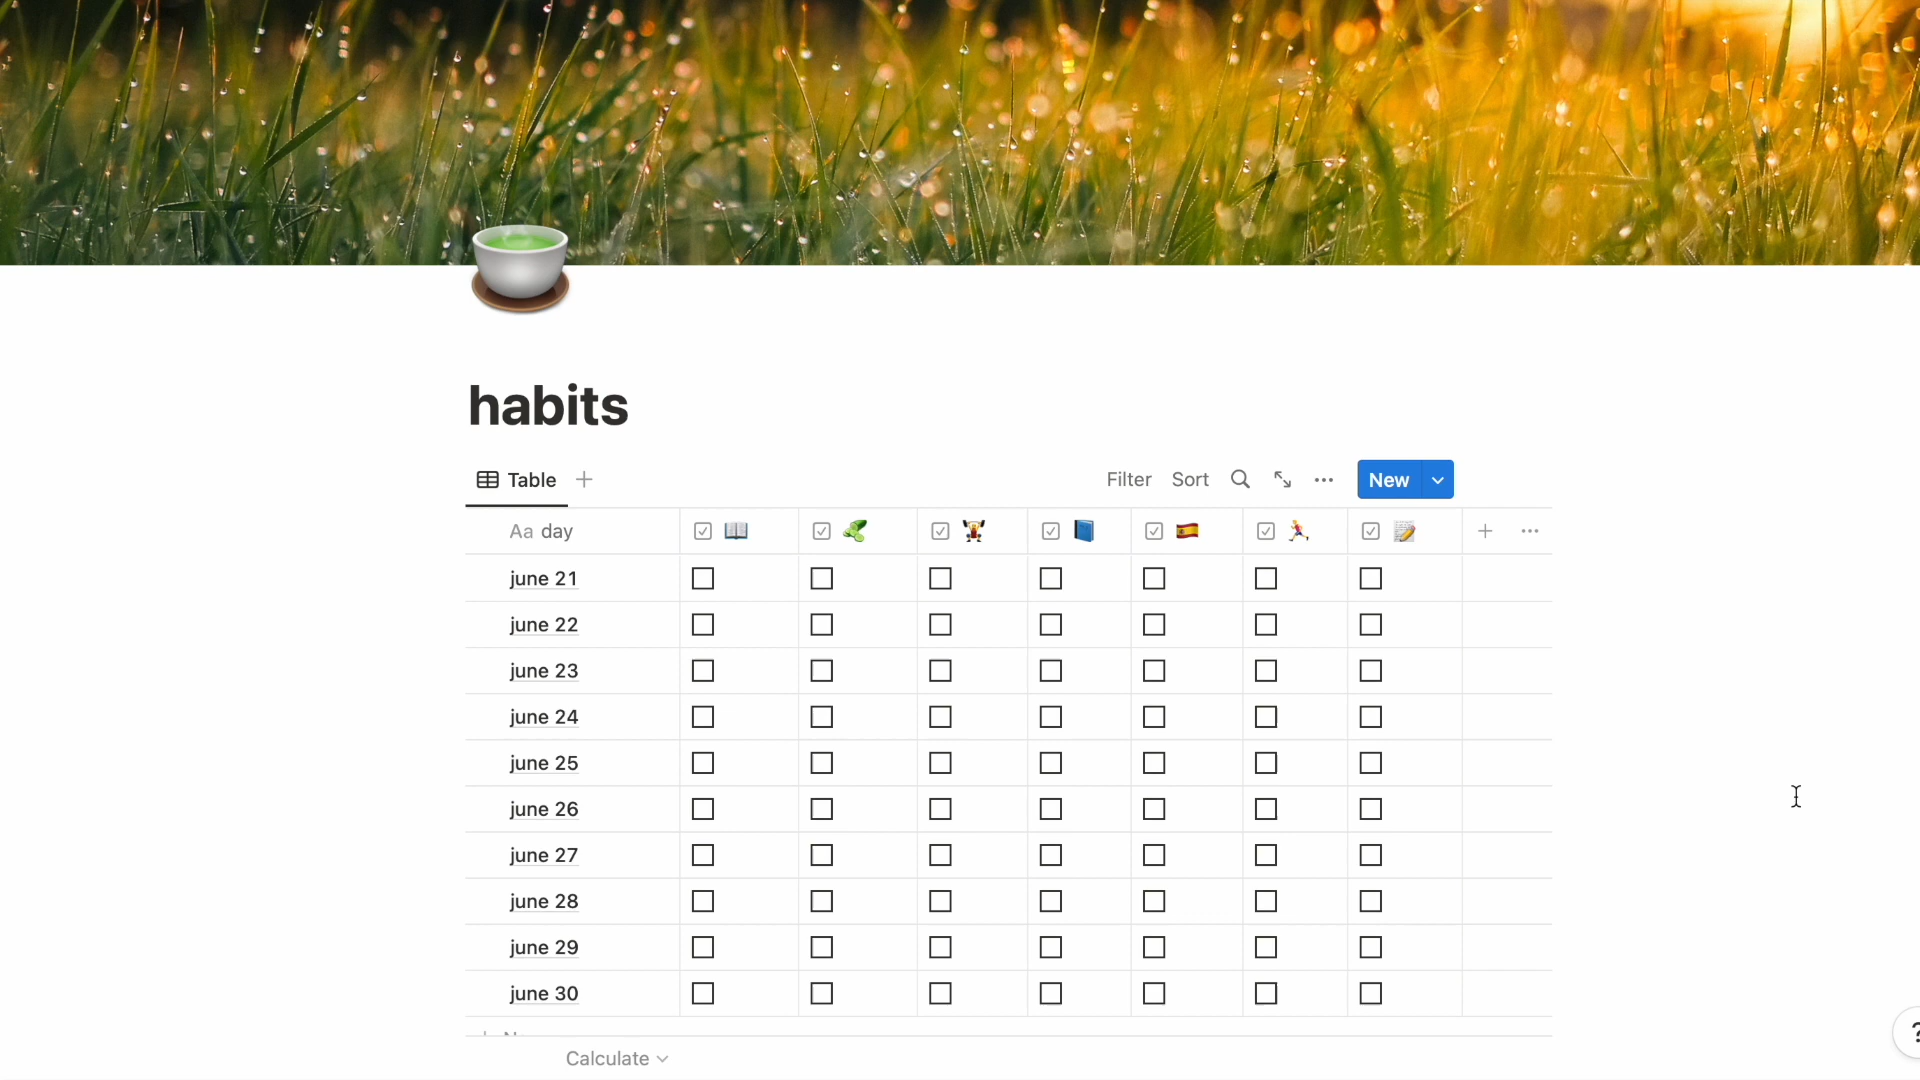 habits
Table
Filter Sort New
Aa day
june 21
june 22
june 23
june 24
june 25
june 26
june 27
june 28
june 29
june 30
Calculate
?